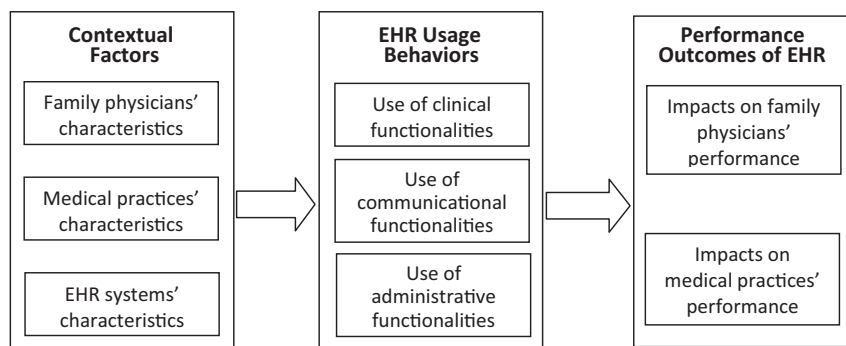 Contextual
Factors
Family physicians’
characteristics
Medical practices’
characteristics
EHR systems’
characteristics
EHR Usage
Behaviors
Use of clinical
functionalities
Use of
communicational
functionalities
Use of
administrative
functionalities
Performance
Outcomes of EHR
Impacts on family
physicians’
performance
Impacts on
medical practices’
performance